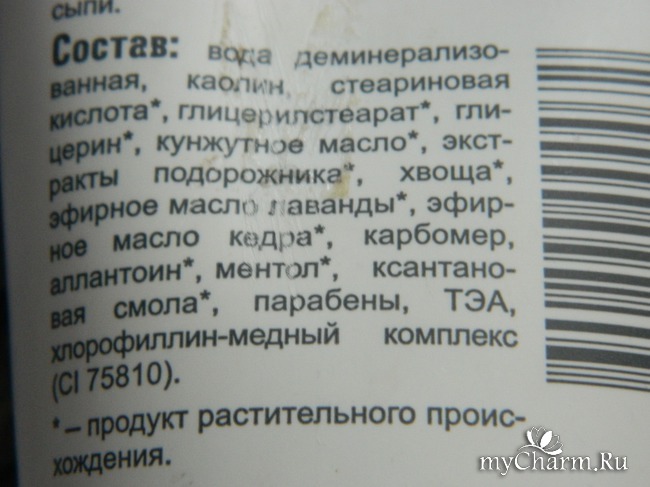 сыпи.
Состав: вода деминерализо-
ванная, каолин, стеариновая
кислота*, глицерилстеарат*, гли-
церин*, кунжутное масло*, экст-
ракты подорожника*, хвоща*,
эфирное масло лаванды*, эфир-
ное масло кедра*, карбомер,
аллантоин*, ментол*, ксантано-
вая смола*, парабены, ТЭА,
хлорофиллин-медный комплекс
(CI 75810).
*– продукт растительного проис-
хождения.
myCharm.Ru